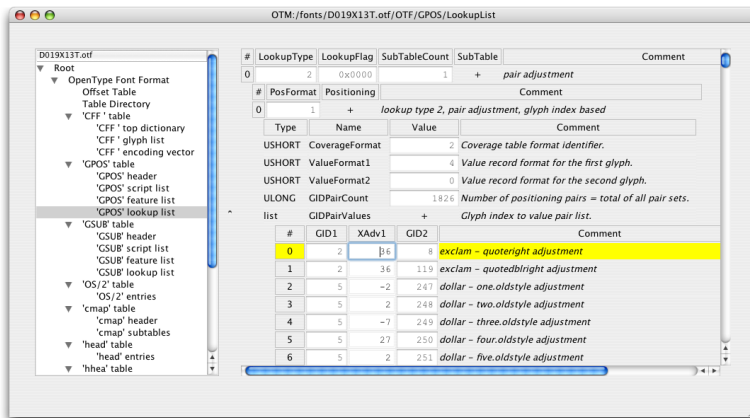 OTM:/fonts/D019X13T.otf/OTF/GPOS/LookupList
D019X13T.otf
Root
OpenType Font Format
Offset Table
Table Directory
'CFF ' table
'CFF ' top dictionary
'CFF ' glyph list
'CFF ' encoding vector
'GPOS' table
'GPOS' header
'GPOS' script list
'GPOS' feature list
'GPOS' lookup list
'GSUB' table
'GSUB' header
'GSUB' script list
'GSUB' feature list
'GSUB' lookup list
'OS/2' table
'OS/2' entries
'cmap' table
'cmap' header
'cmap' subtables
'head' table
'head' entries
'hhea' table
# LookupType LookupFlag SubTableCount SubTable Comment
0 2 0x0000 1 + pair adjustment
# PosFormat Positioning Comment
0 1 + lookup type 2, pair adjustment, glyph index based
Type Name Value Comment
USHORT CoverageFormat 2 Coverage table format identifier.
USHORT ValueFormat1 4 Value record format for the first glyph.
USHORT ValueFormat2 0 Value record format for the second glyph.
ULONG GIDPairCount 1826 Number of positioning pairs = total of all pair sets.
list GIDPairValues + Glyph index to value pair list.
# GID1 XAdv1 GID2 Comment
0 2 36 8 exclam - quoteright adjustment
1 2 36 119 exclam - quotedblright adjustment
2 5 -2 247 dollar - one.oldstyle adjustment
3 5 2 248 dollar - two.oldstyle adjustment
4 5 -7 249 dollar - three.oldstyle adjustment
5 5 27 250 dollar - four.oldstyle adjustment
6 5 2 251 dollar - five.oldstyle adjustment